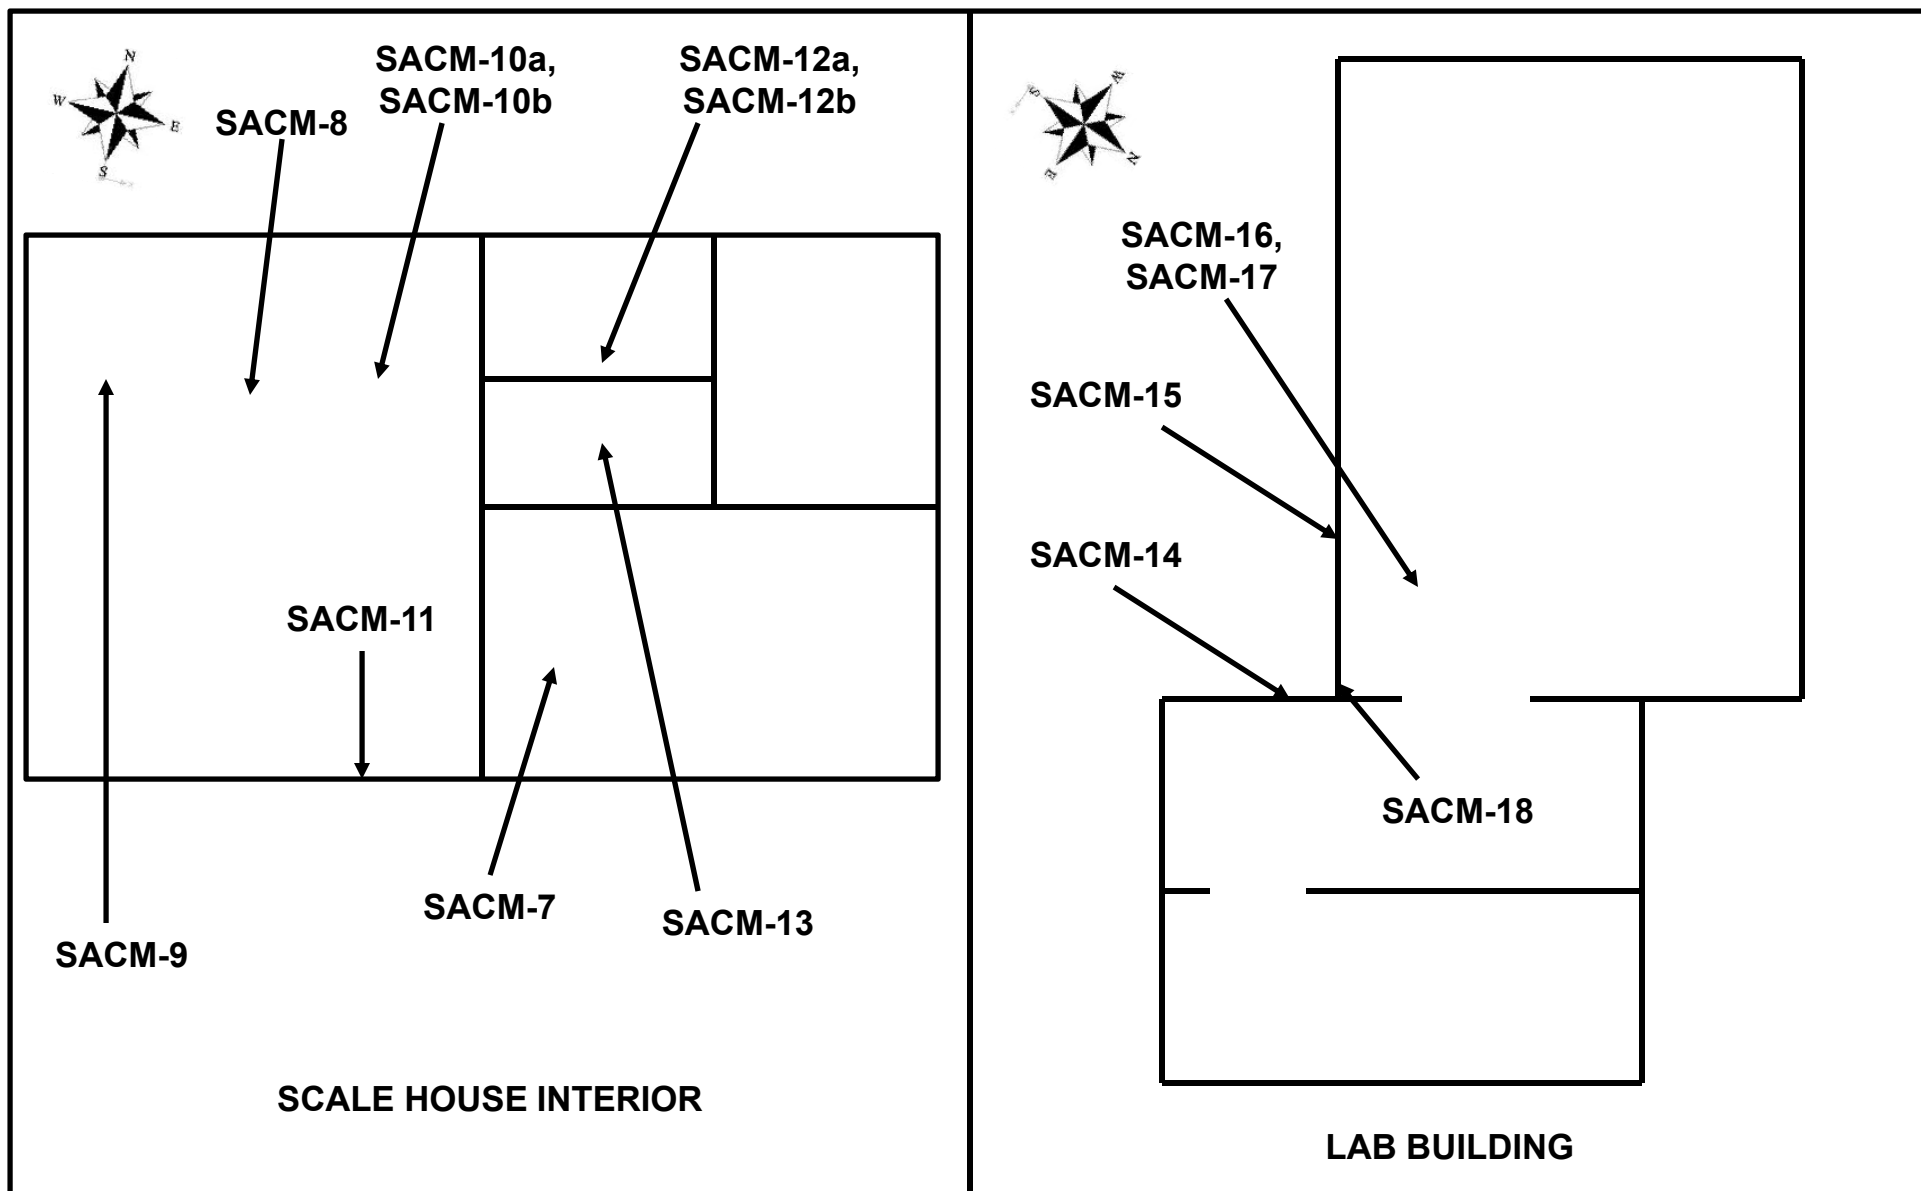 N
W
E
S
SACM-8
SACM-10a,
SACM-10b
SACM-12a,
SACM-12b
SACM-11
SACM-7
SACM-13
SACM-9
SCALE HOUSE INTERIOR
W
S
N
E
SACM-16,
SACM-17
SACM-15
SACM-14
SACM-18
LAB BUILDING